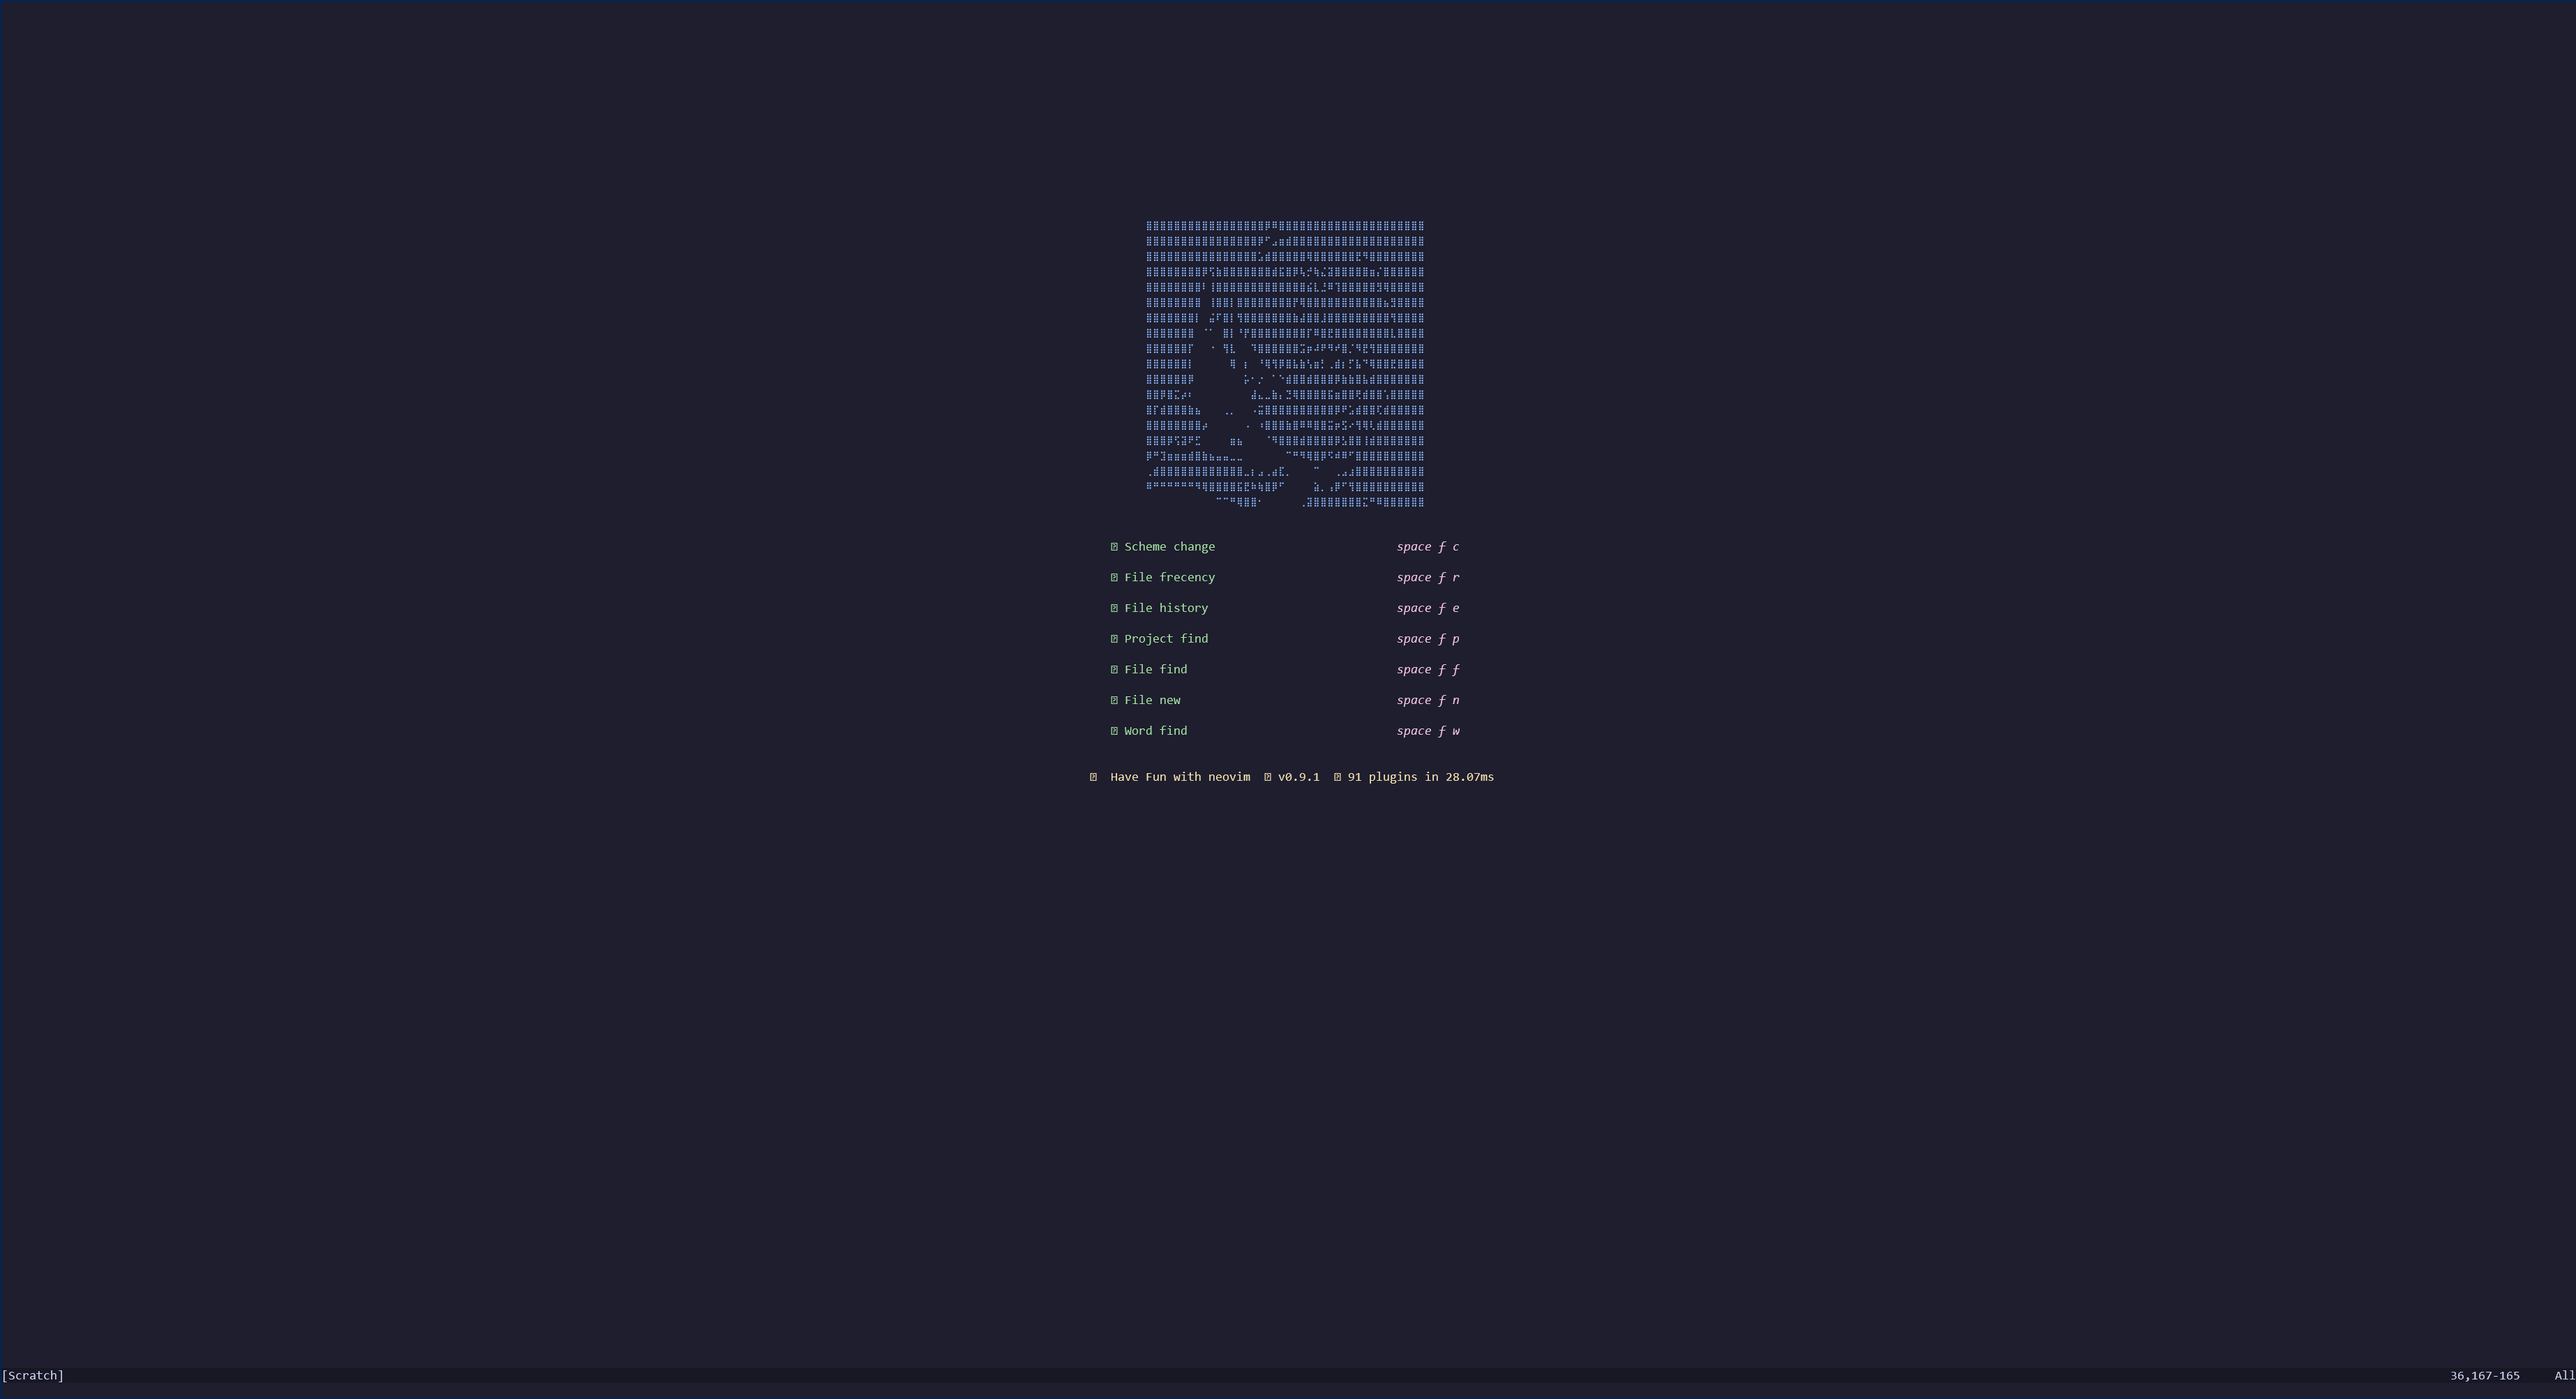 Scheme change space f c
File frecency space f r
File history space f e
Project find space f p
File find space f f
File new space f n
Word find space f w
Have Fun with neovim v0.9.1 91 plugins in 28.07ms
[Scratch] 36,167-165 All